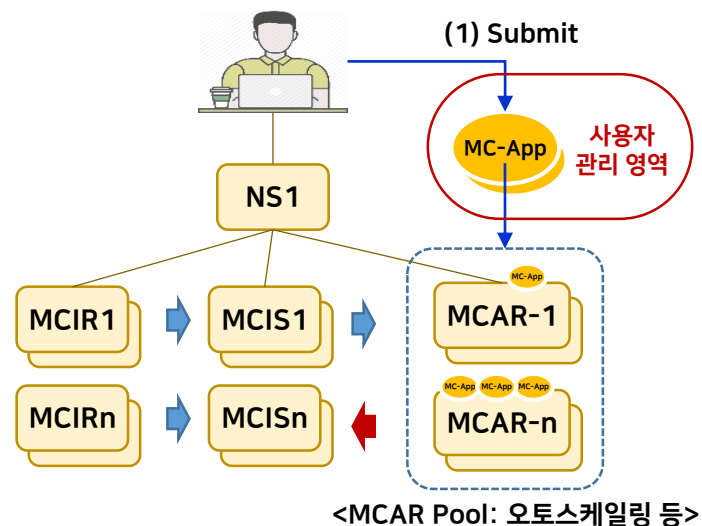 (1) Submit
MC-App
사용자
관리 영역
NS1
MC-App
MCIR1
MCIS1
MCAR-1
MC-App
MC-App
MC-App
MCIRn
MCISn
MCAR-n
<MCAR Pool: 오토스케일링 등>